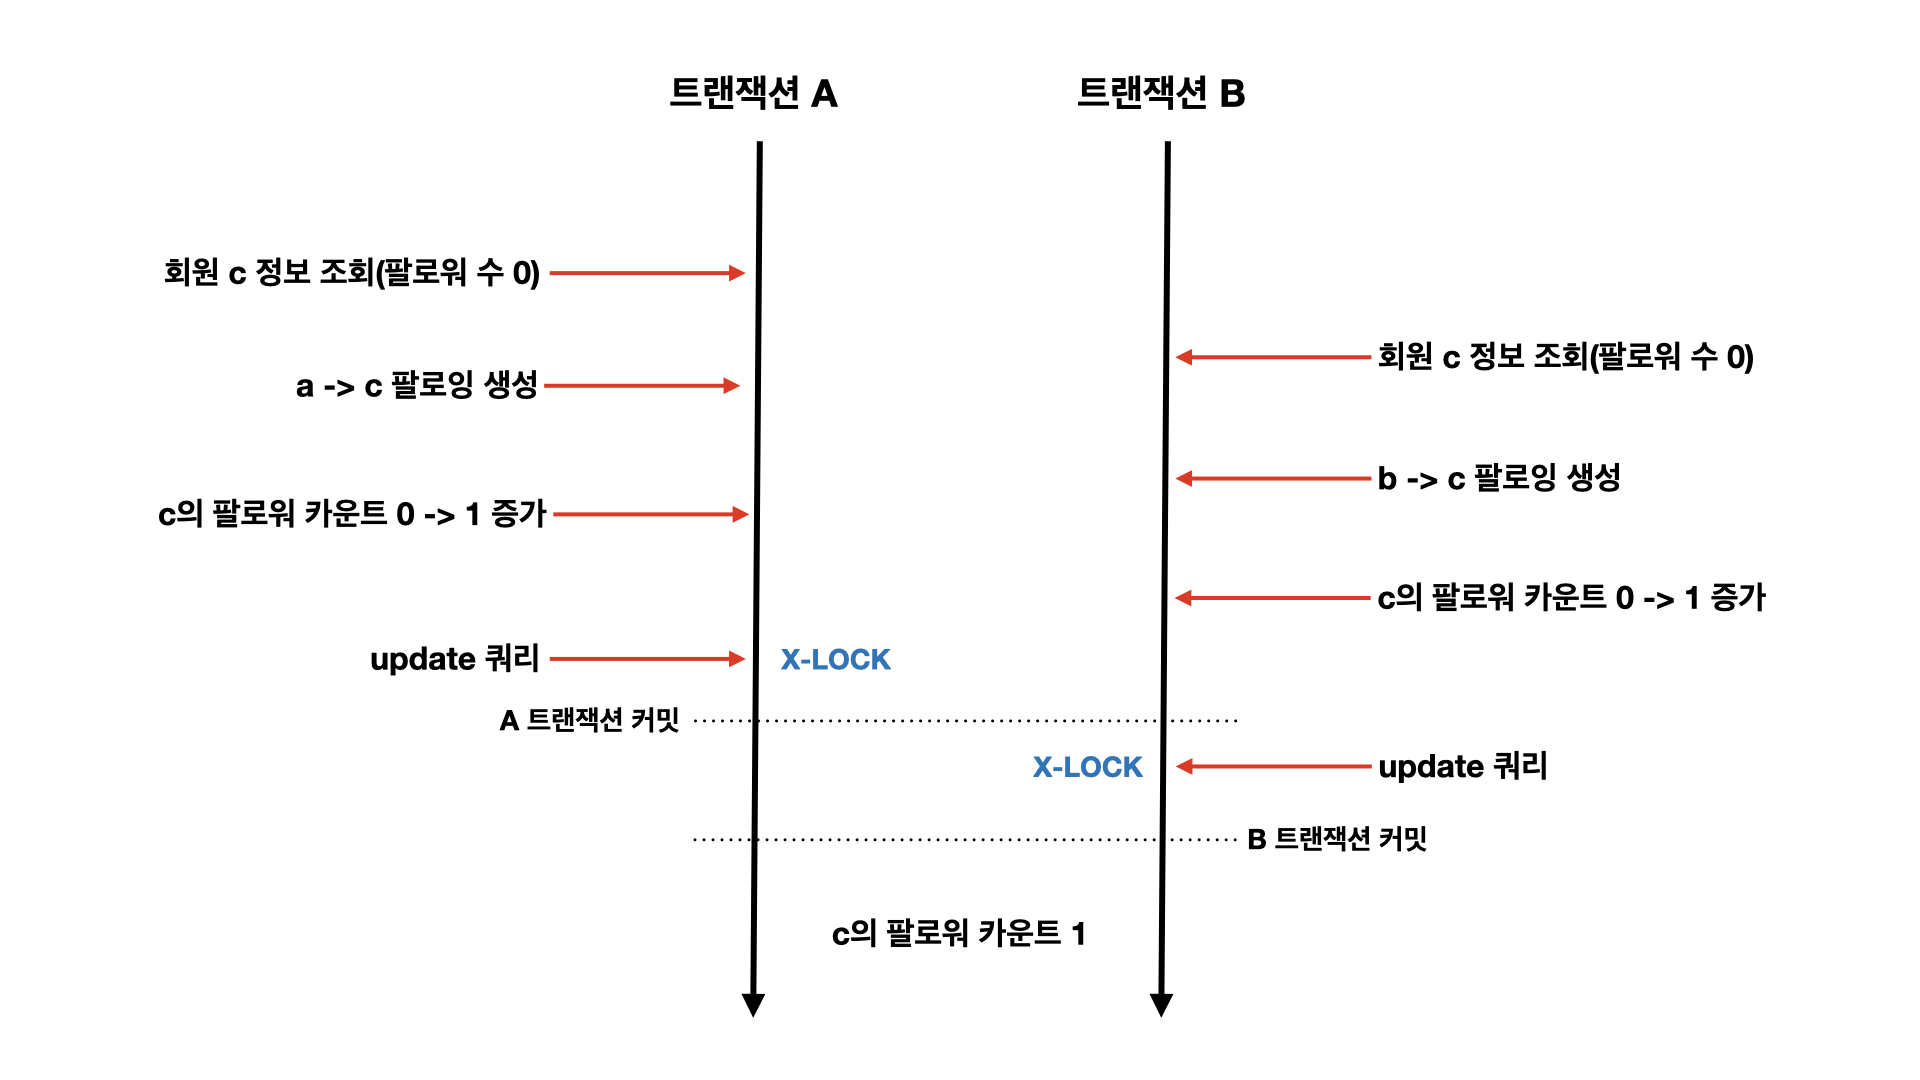 트랜잭션 A
트랜잭션 B
회원 c 정보 조회(팔로워 수 0)
회원 c 정보 조회(팔로워 수 0)
a -> c 팔로잉 생성
b -> c 팔로잉 생성
c의 팔로워 카운트 0 -> 1 증가
c의 팔로워 카운트 0 -> 1 증가
update 쿼리
X-LOCK
A 트랜잭션 커밋
X-LOCK
update 쿼리
B 트랜잭션 커밋
c의 팔로워 카운트 1